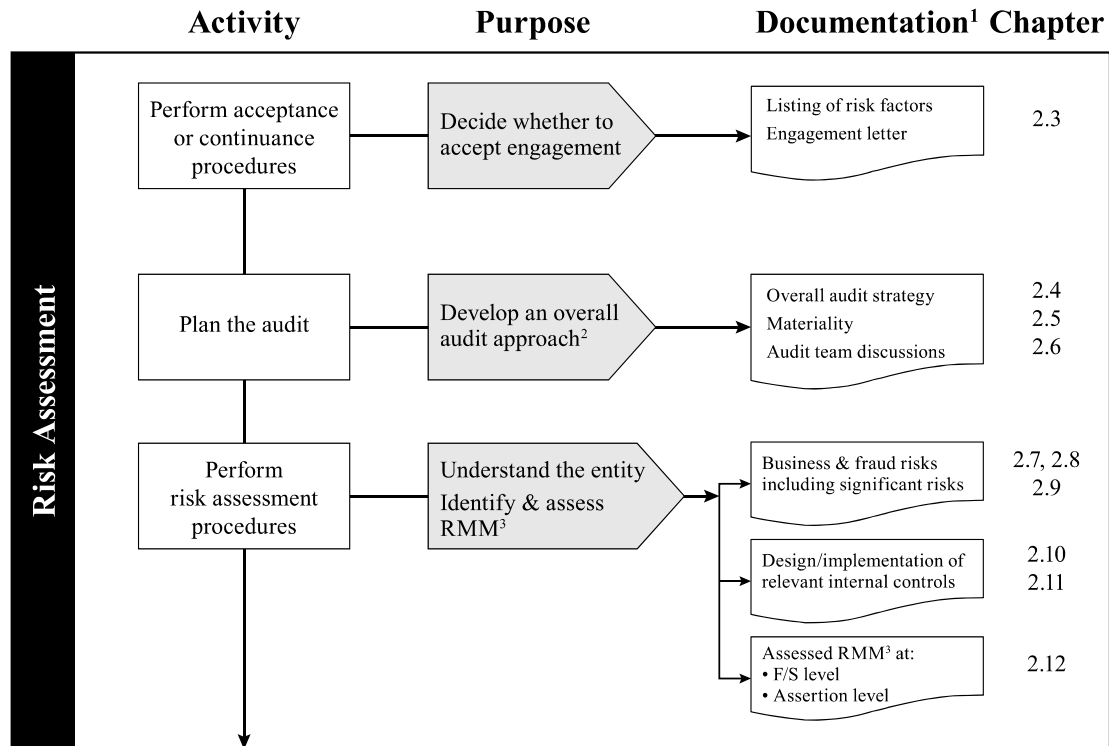 Activity Purpose Documentation¹ Chapter
Risk Assessment
Perform acceptance
or continuance
procedures
Decide whether to
accept engagement
Listing of risk factors
Engagement letter
2.3
Plan the audit
Develop an overall
audit approach²
Overall audit strategy
Materiality
Audit team discussions
2.4
2.5
2.6
Perform
risk assessment
procedures
Understand the entity
Identify & assess
RMM³
Business & fraud risks
including significant risks
2.7, 2.8
2.9
Design/implementation of
relevant internal controls
2.10
2.11
Assessed RMM³ at:
• F/S level
• Assertion level
2.12